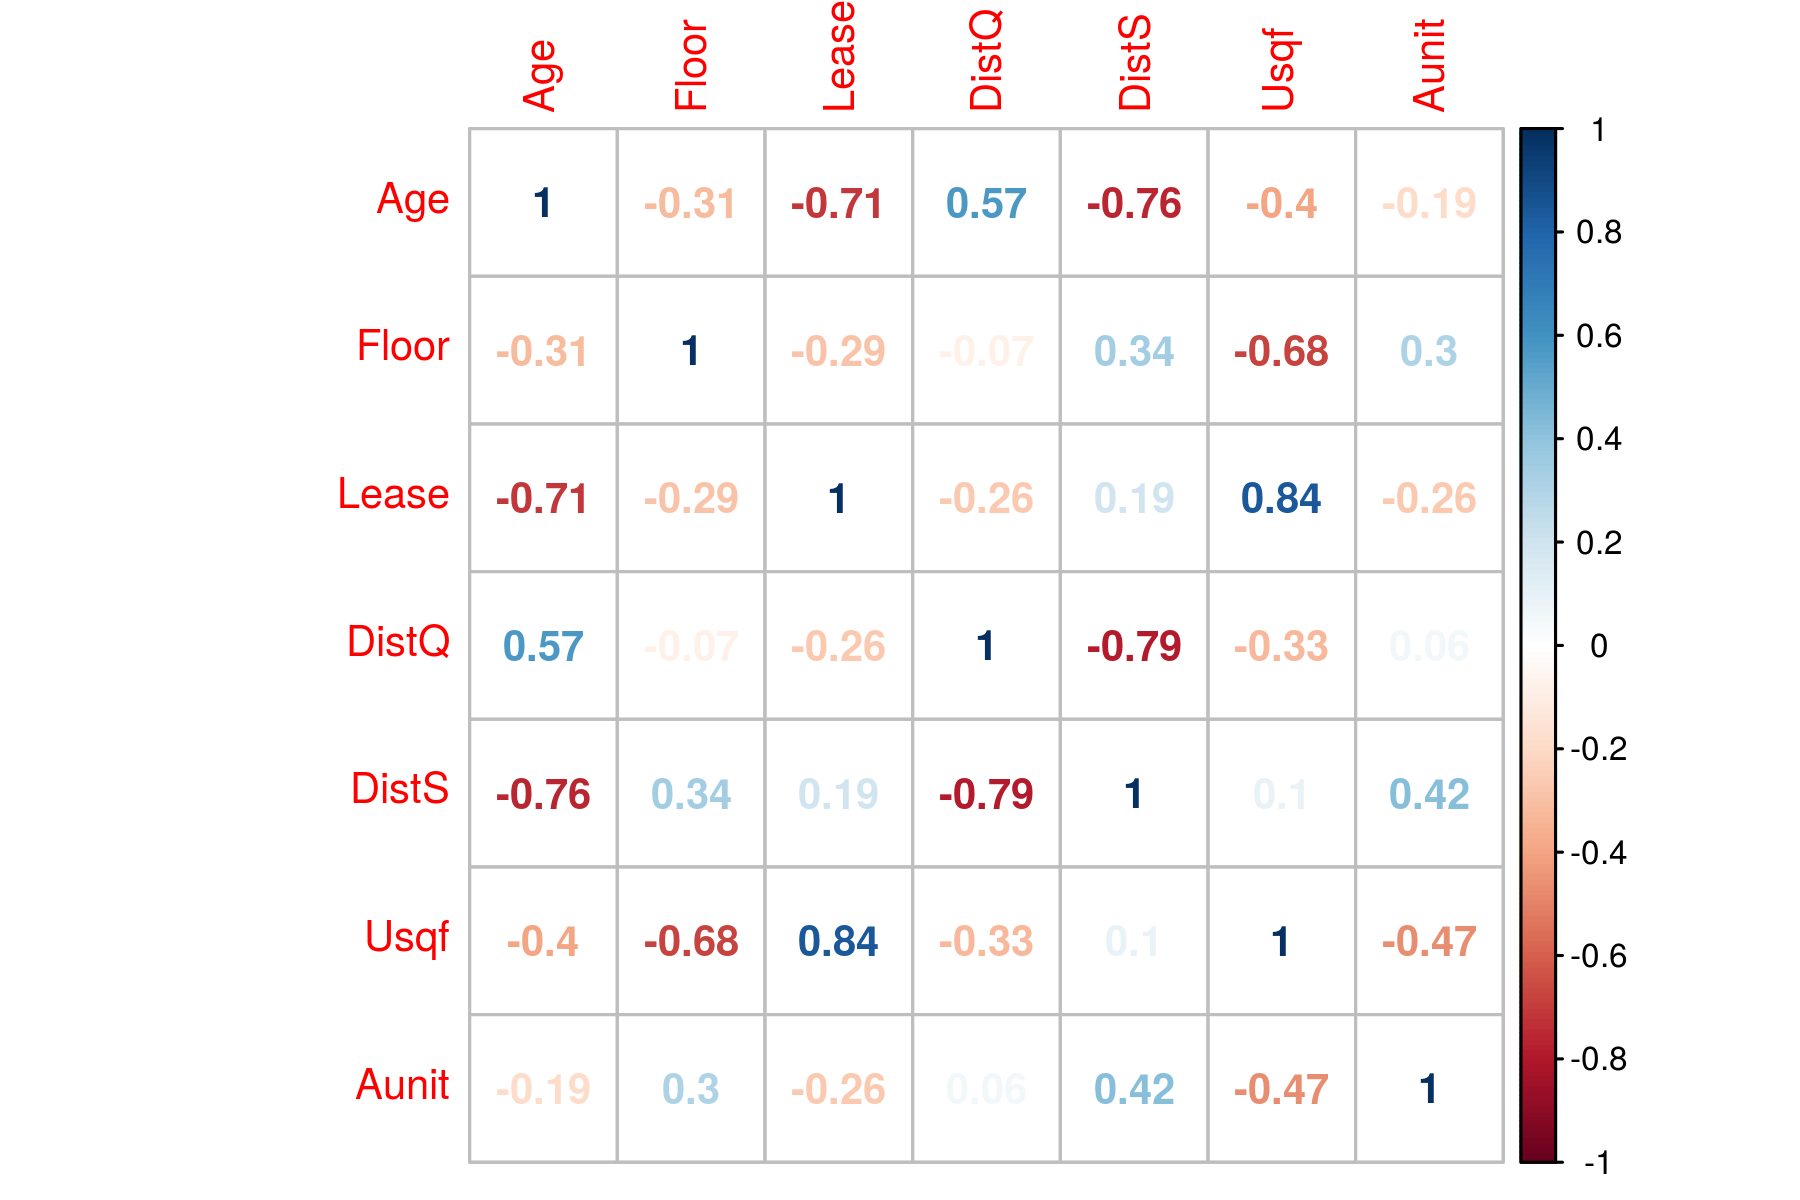 Age Floor Lease DistQ DistS Usqf Aunit
1
Age 1 -0.31 -0.71 0.57 -0.76 -0.4 -0.19
0.8
0.6
Floor -0.31 1 -0.29 -0.07 0.34 -0.68 0.3
0.4
Lease -0.71 -0.29 1 -0.26 0.19 0.84 -0.26
0.2
DistQ 0.57 -0.07 -0.26 1 -0.79 -0.33 0.06
0
-0.2
DistS -0.76 0.34 0.19 -0.79 1 0.1 0.42
-0.4
Usqf -0.4 -0.68 0.84 -0.33 0.1 1 -0.47
-0.6
-0.8
Aunit -0.19 0.3 -0.26 0.06 0.42 -0.47 1
-1